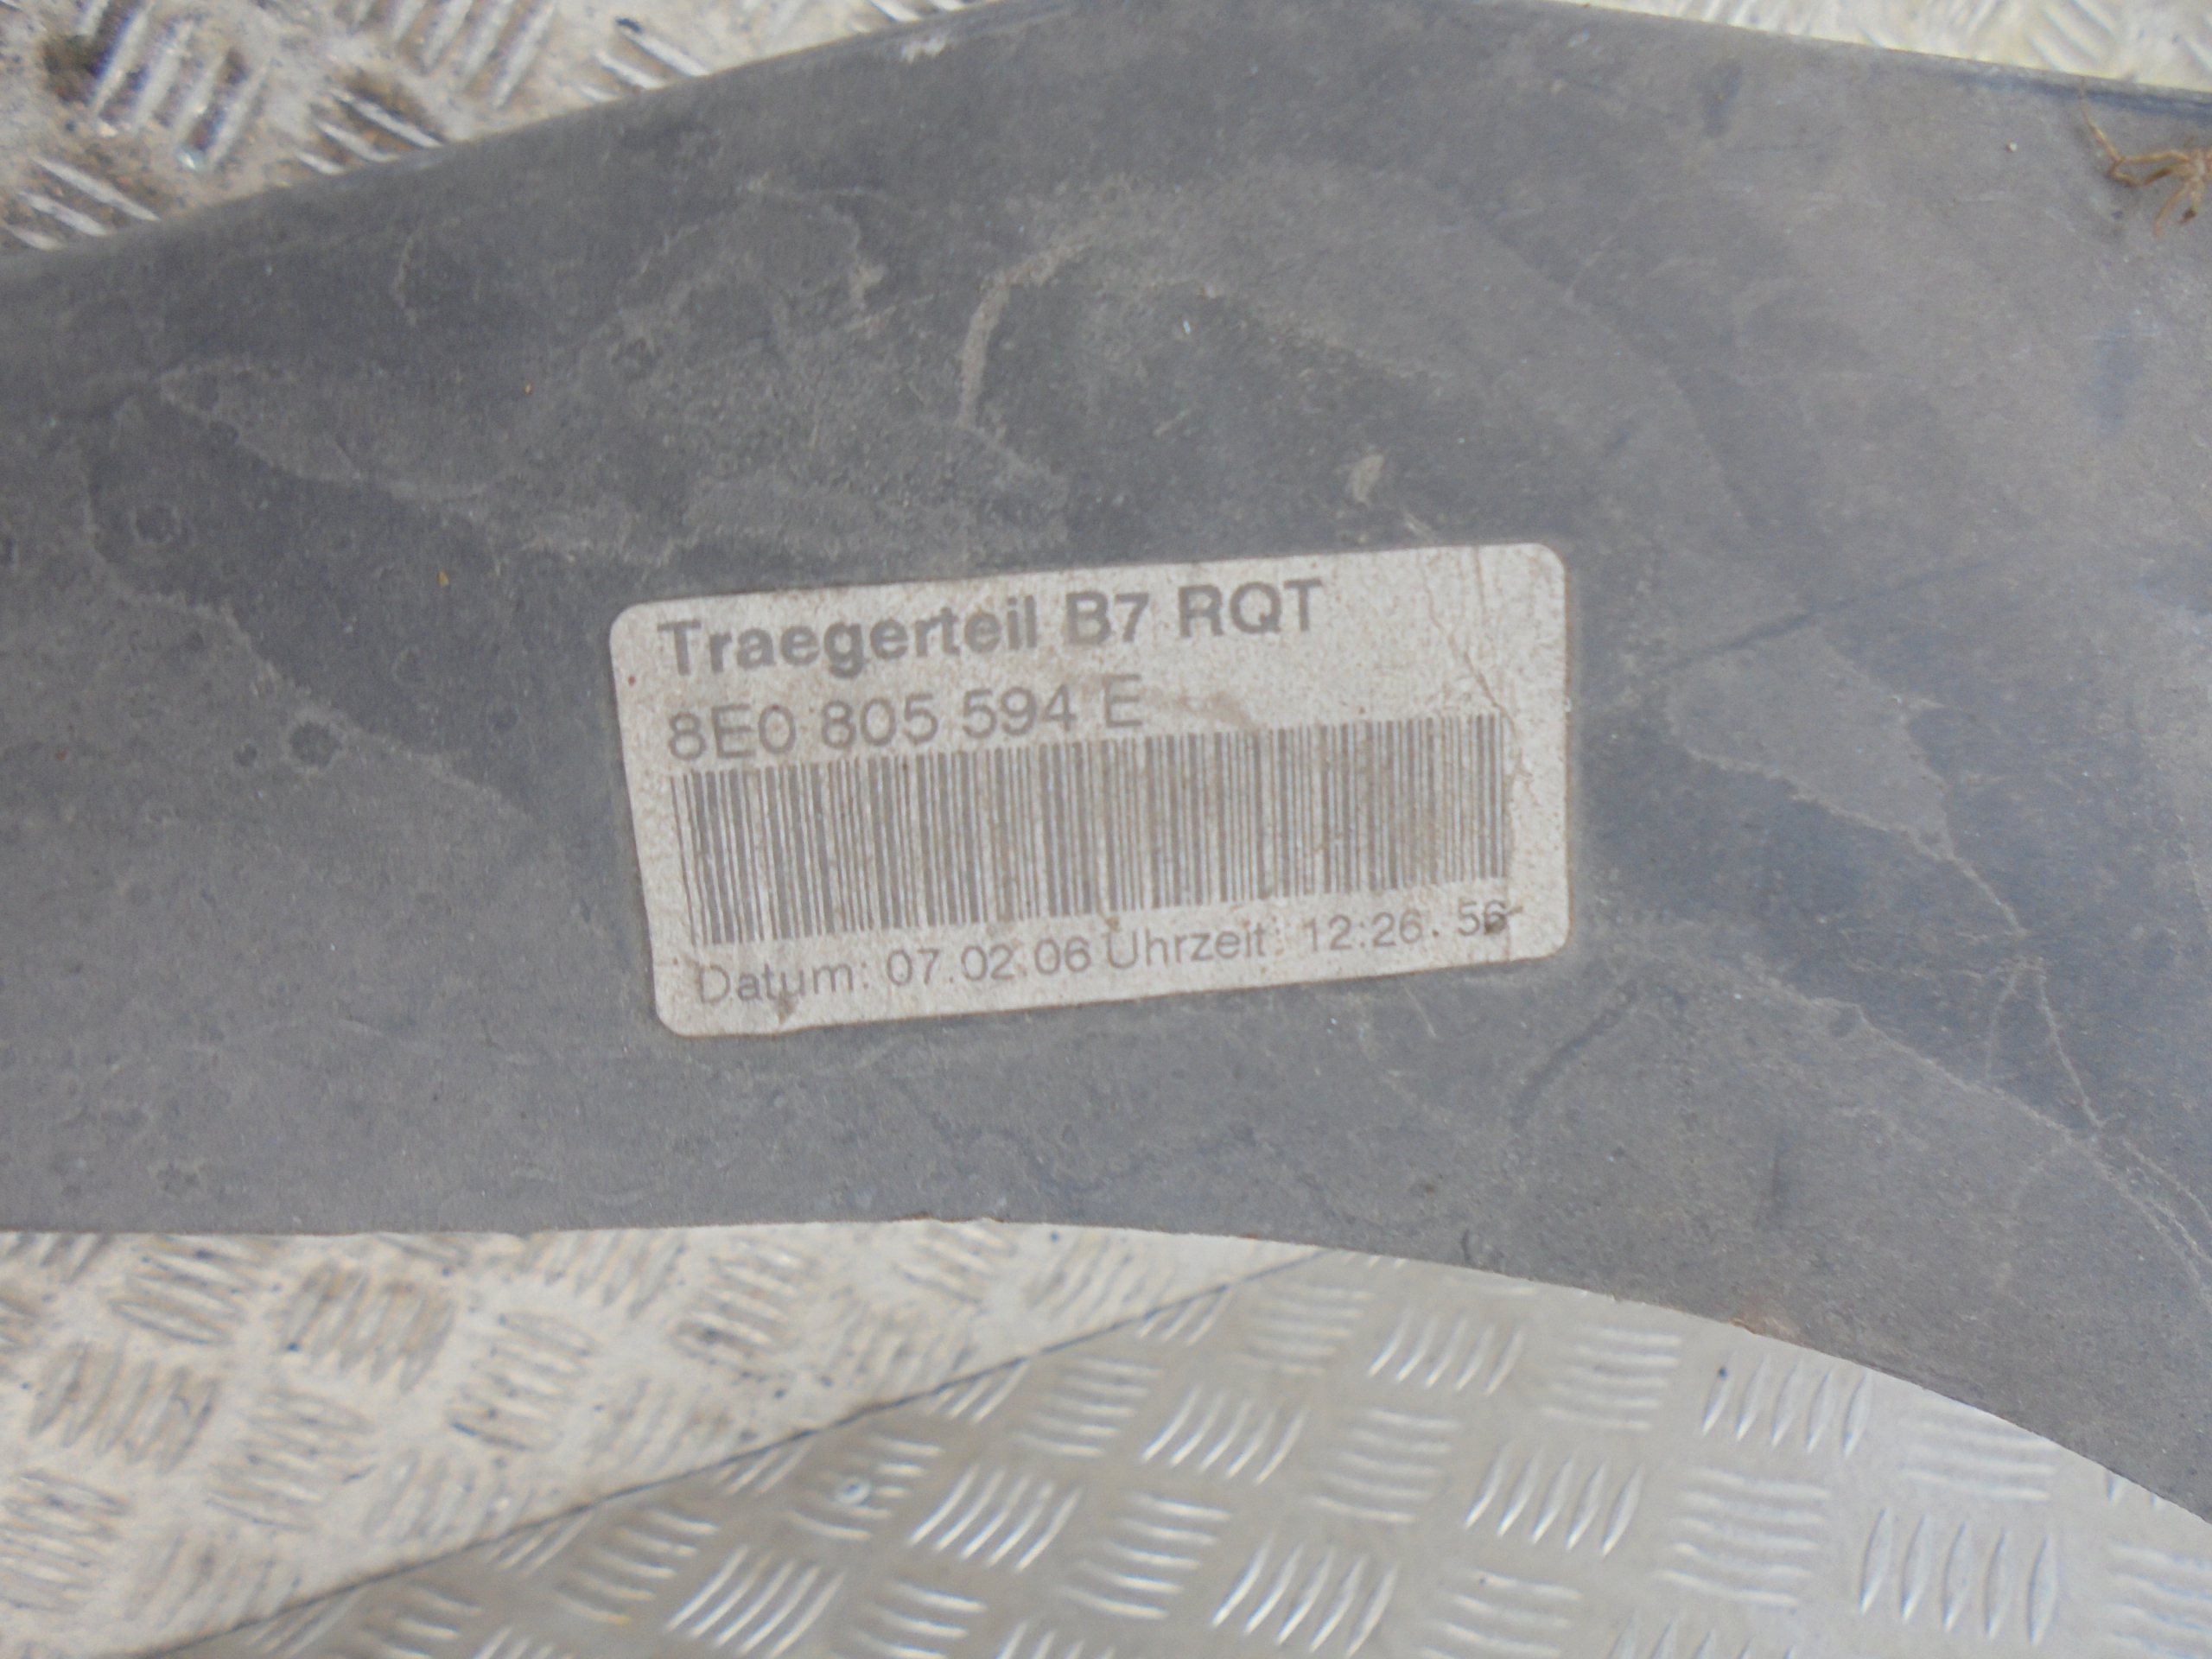 Traegerteil B7 RQT
8E0 805 594 E
Datum: 07.02.06 Uhrzeit: 12:26.56